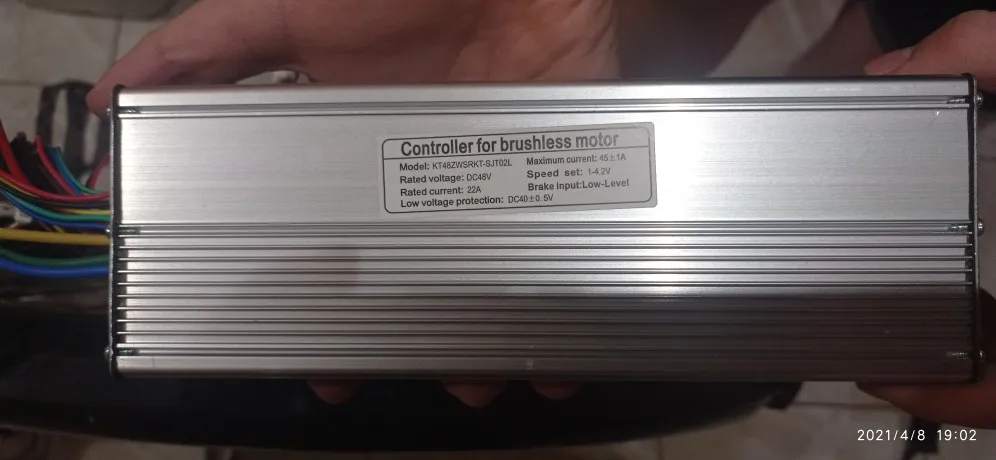 Controller for brushless motor
Model: KT48ZWSRKT-SJT02L
Rated voltage: DC48V
Rated current: 22A
Low voltage protection: DC40±0.5V
Maximum current: 45±1A
Speed set: 1-4.2V
Brake input:Low-Level
2021/4/8 19:02